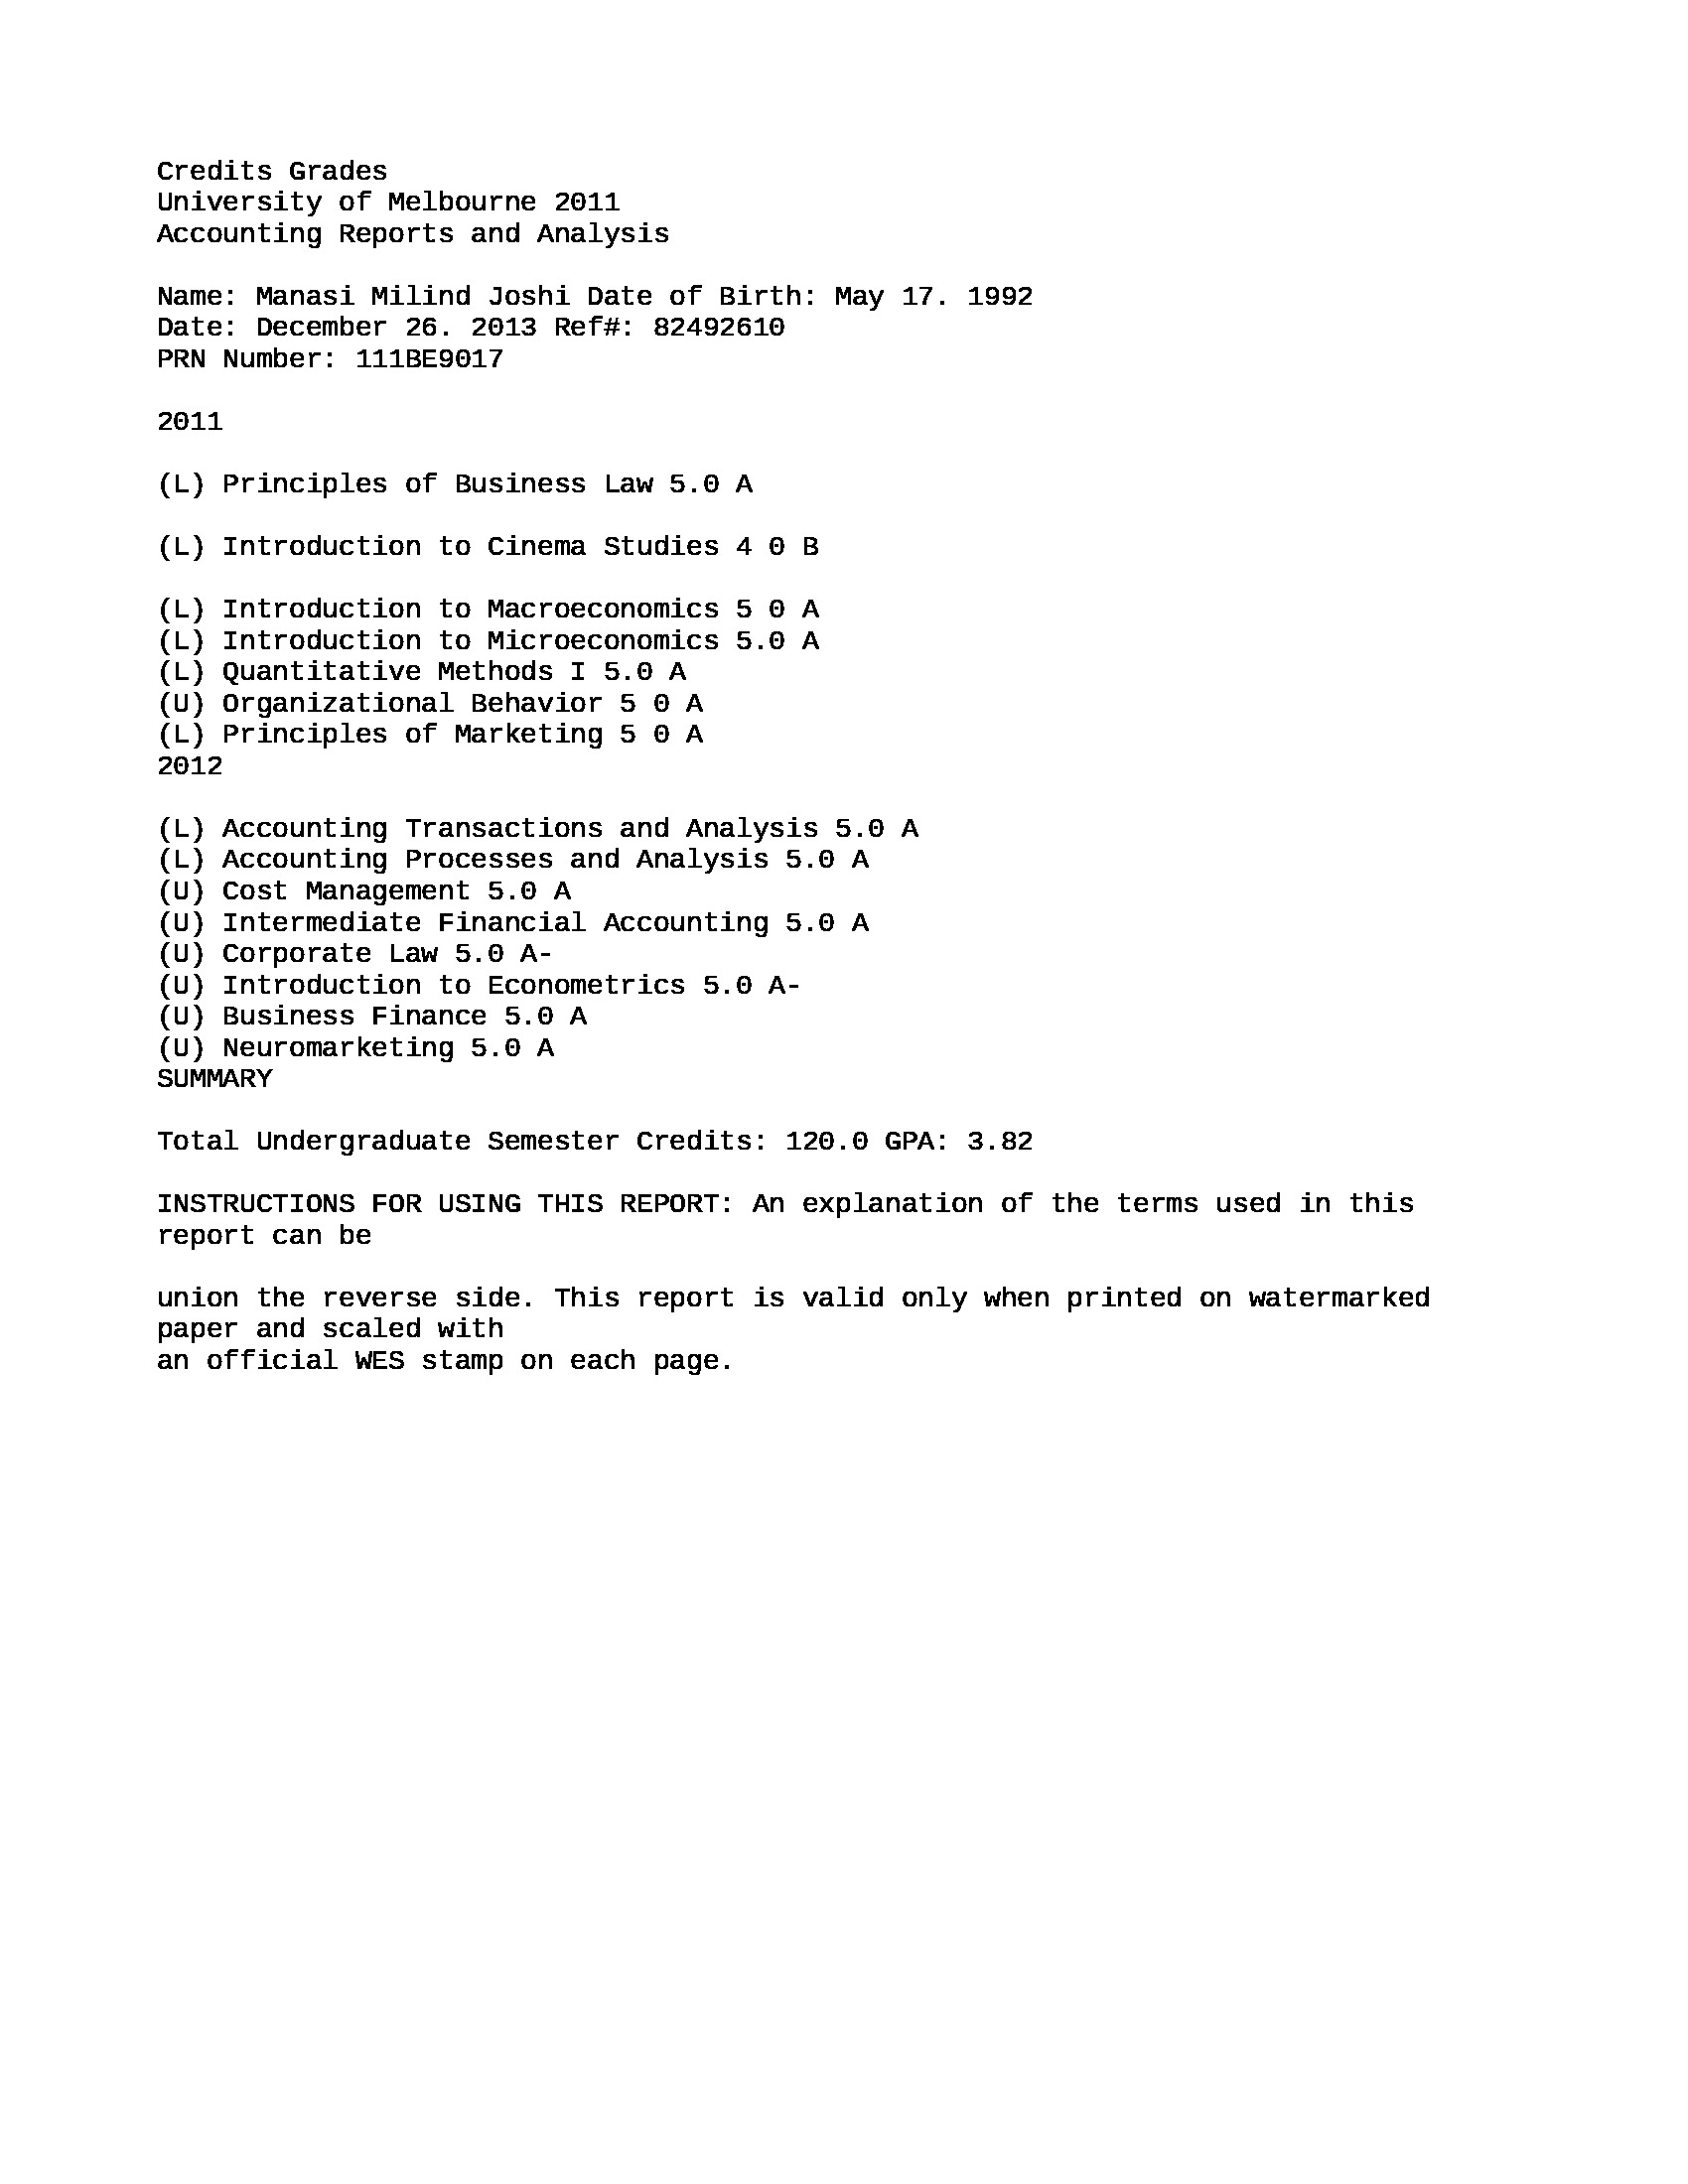 Credits Grades
University of Melbourne 2011
Accounting Reports and Analysis
Name: Manasi Milind Joshi Date of Birth: May 17. 1992
Date: December 26. 2013 Ref#: 82492610
PRN Number: 111BE9017
2011
(L) Principles of Business Law 5.0 A
(L) Introduction to Cinema Studies 4 0 B
(L) Introduction to Macroeconomics 5 0 A
(L) Introduction to Microeconomics 5.0 A
(L) Quantitative Methods I 5.0 A
(U) Organizational Behavior 5 0 A
(L) Principles of Marketing 5 0 A
2012
(L) Accounting Transactions and Analysis 5.0 A
(L) Accounting Processes and Analysis 5.0 A
(U) Cost Management 5.0 A
(U) Intermediate Financial Accounting 5.0 A
(U) Corporate Law 5.0 A-
(U) Introduction to Econometrics 5.0 A-
(U) Business Finance 5.0 A
(U) Neuromarketing 5.0 A
SUMMARY
Total Undergraduate Semester Credits: 120.0 GPA: 3.82
INSTRUCTIONS FOR USING THIS REPORT: An explanation of the terms used in this
report can be
union the reverse side. This report is valid only when printed on watermarked
paper and scaled with
an official WES stamp on each page.